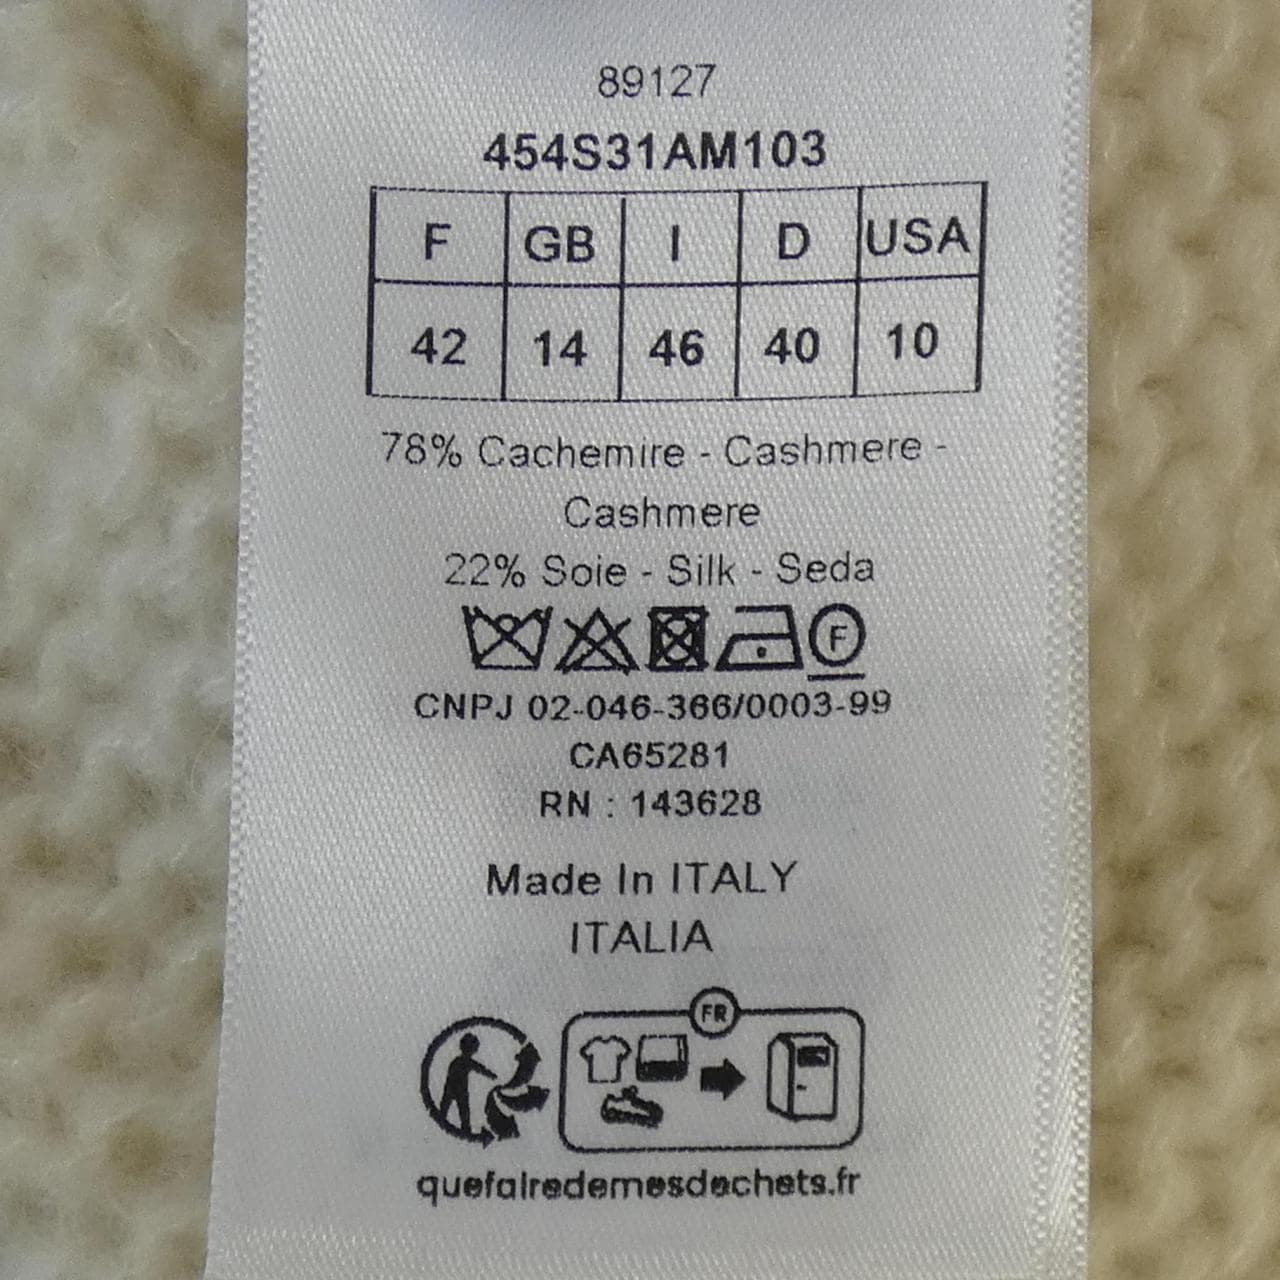 89127
454S31AM103
F GB I D USA
42 14 46 40 10
78% Cachemire - Cashmere -
Cashmere
22% Soie - Silk - Seda
F
CNPJ 02-046-366/0003-99
CA65281
RN : 143628
Made In ITALY
ITALIA
FR
quefairedemesdechets.fr